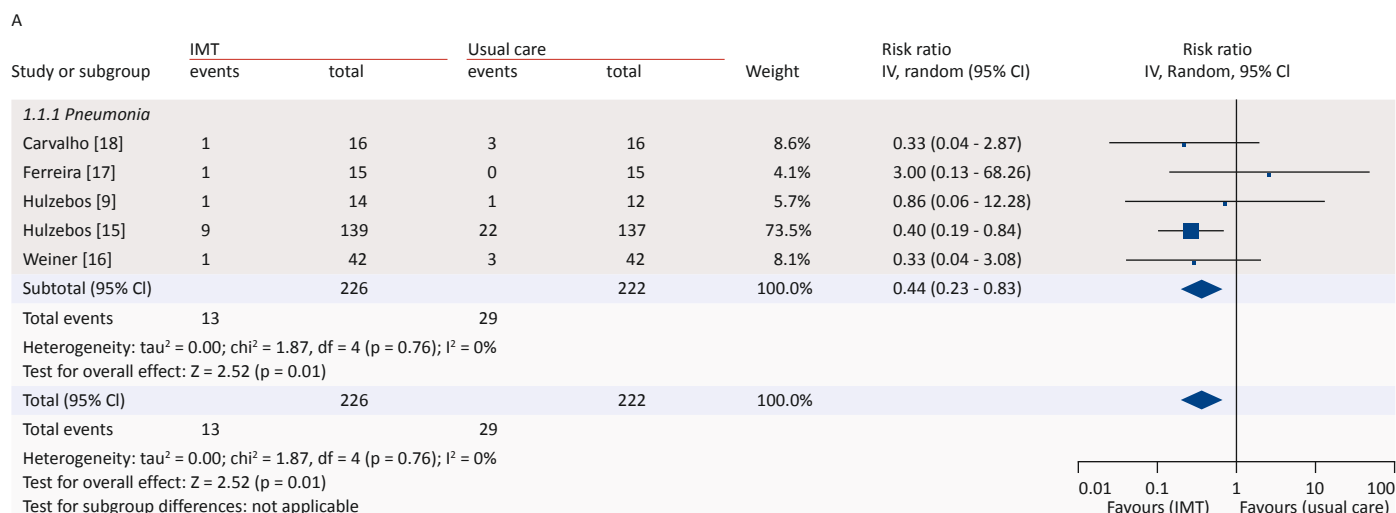 A
IMT Usual care Risk ratio Risk ratio
Study or subgroup events total events total Weight IV, random (95% CI) IV, Random, 95% CI
1.1.1 Pneumonia
Carvalho [18] 1 16 3 16 8.6% 0.33 (0.04 - 2.87)
Ferreira [17] 1 15 0 15 4.1% 3.00 (0.13 - 68.26)
Hulzebos [9] 1 14 1 12 5.7% 0.86 (0.06 - 12.28)
Hulzebos [15] 9 139 22 137 73.5% 0.40 (0.19 - 0.84)
Weiner [16] 1 42 3 42 8.1% 0.33 (0.04 - 3.08)
Subtotal (95% CI) 226 222 100.0% 0.44 (0.23 - 0.83)
Total events 13 29
Heterogeneity: tau² = 0.00; chi² = 1.87, df = 4 (p = 0.76); I² = 0%
Test for overall effect: Z = 2.52 (p = 0.01)
Total (95% CI) 226 222 100.0%
Total events 13 29
Heterogeneity: tau² = 0.00; chi² = 1.87, df = 4 (p = 0.76); I² = 0%
Test for overall effect: Z = 2.52 (p = 0.01)
Test for subgroup differences: not applicable
0.01 0.1 1 10 100
Favours (IMT) Favours (usual care)